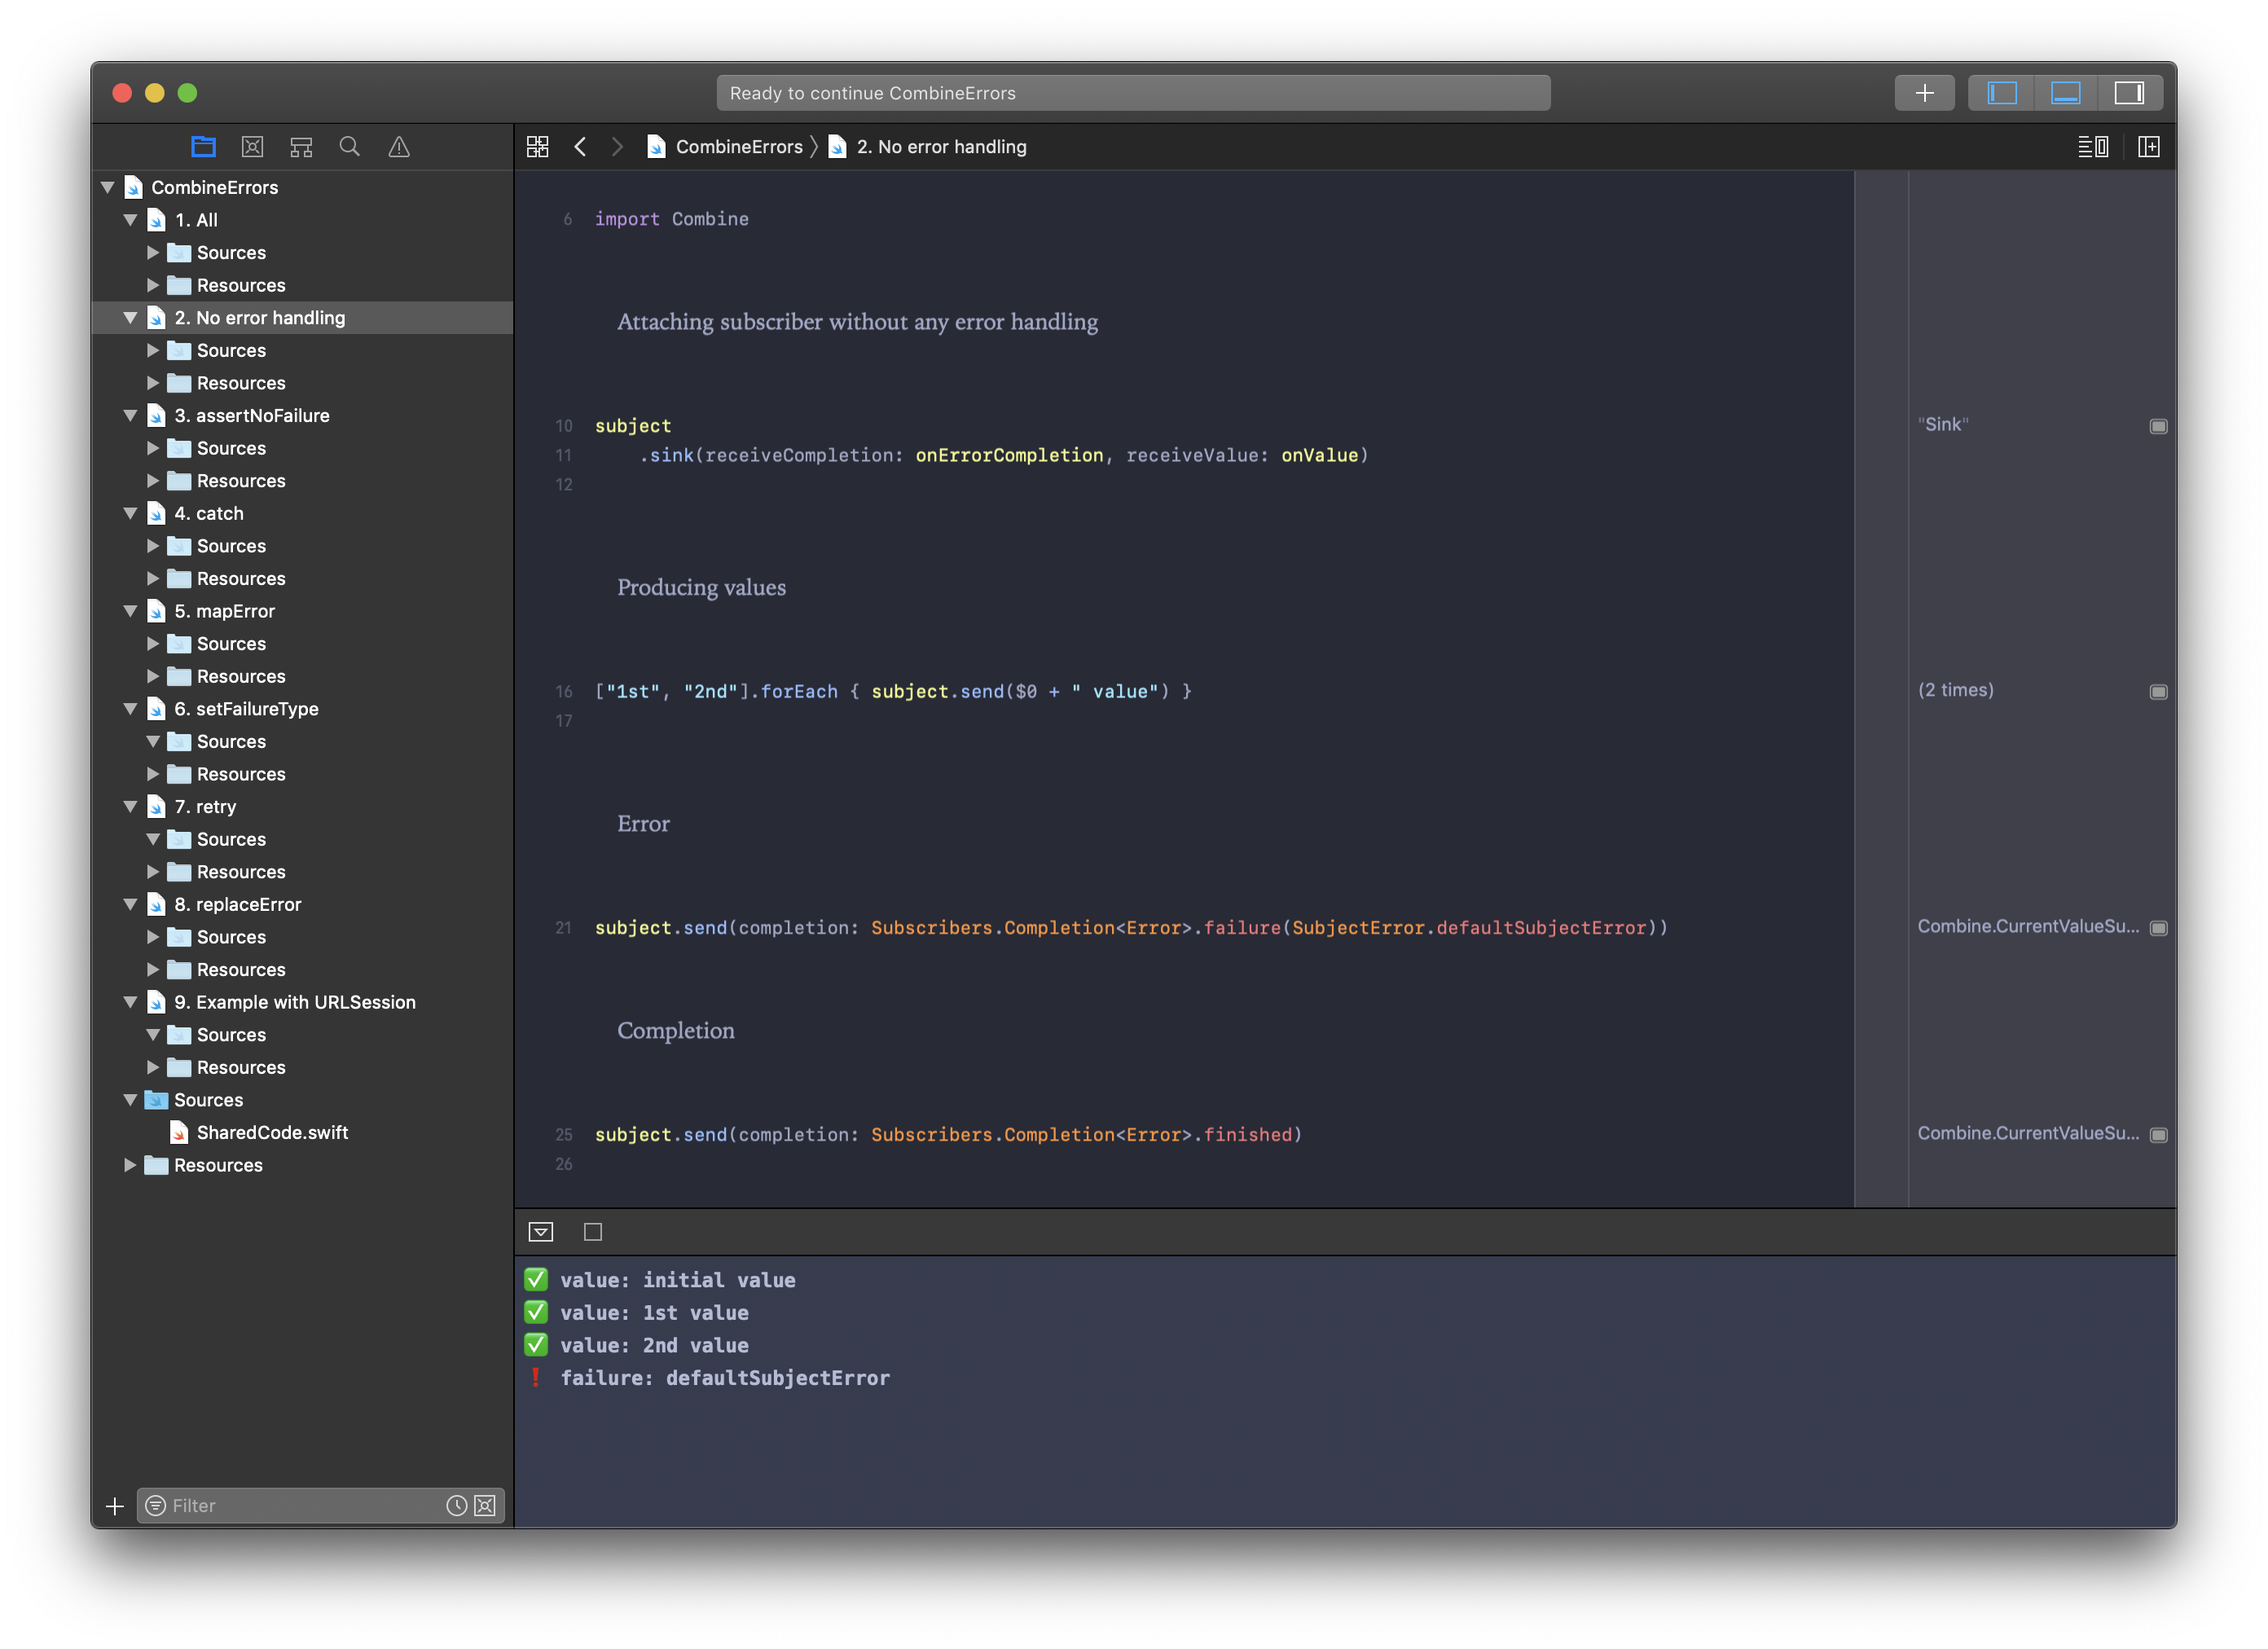 Ready to continue CombineErrors
CombineErrors
1. All
Sources
Resources
2. No error handling
Sources
Resources
3. assertNoFailure
Sources
Resources
4. catch
Sources
Resources
5. mapError
Sources
Resources
6. setFailureType
Sources
Resources
7. retry
Sources
Resources
8. replaceError
Sources
Resources
9. Example with URLSession
Sources
Resources
Sources
SharedCode.swift
Resources
Filter
CombineErrors 2. No error handling
6 import Combine
Attaching subscriber without any error handling
10 subject
11 .sink(receiveCompletion: onErrorCompletion, receiveValue: onValue)
12
Producing values
16 ["1st", "2nd"].forEach { subject.send($0 + " value") }
17
Error
21 subject.send(completion: Subscribers.Completion<Error>.failure(SubjectError.defaultSubjectError))
Completion
25 subject.send(completion: Subscribers.Completion<Error>.finished)
26
"Sink"
(2 times)
Combine.CurrentValueSu...
Combine.CurrentValueSu...
✅ value: initial value
✅ value: 1st value
✅ value: 2nd value
❗ failure: defaultSubjectError